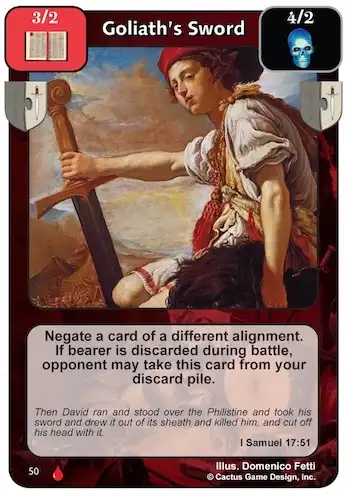 3/2
Goliath's Sword
4/2
Negate a card of a different alignment.
If bearer is discarded during battle,
opponent may take this card from your
discard pile.
Then David ran and stood over the Philistine and took his
sword and drew it out of its sheath and killed him, and cut off
his head with it.
I Samuel 17:51
50
Illus. Domenico Fetti
© Cactus Game Design, Inc.